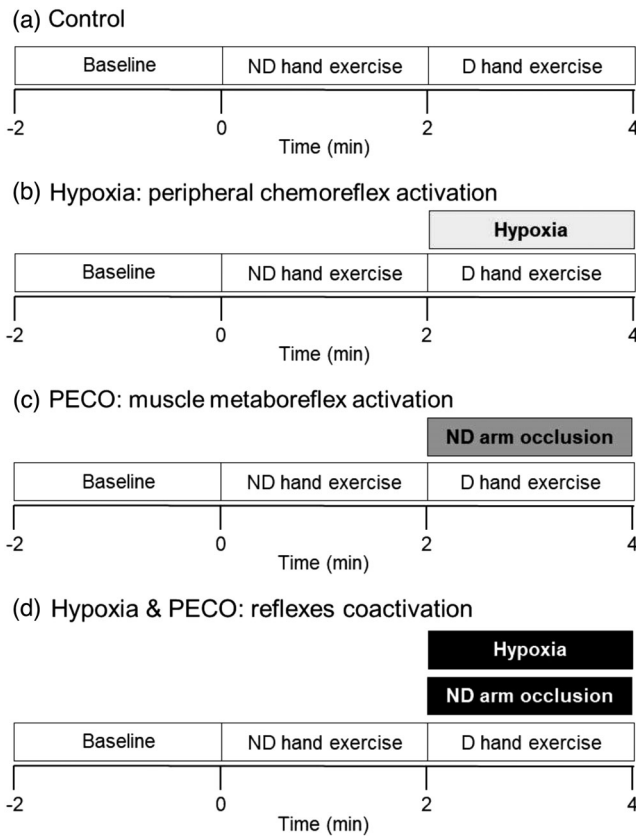 (a) Control
Baseline ND hand exercise D hand exercise
-2 0 2 4
Time (min)
(b) Hypoxia: peripheral chemoreflex activation
Hypoxia
Baseline ND hand exercise D hand exercise
-2 0 2 4
Time (min)
(c) PECO: muscle metaboreflex activation
ND arm occlusion
Baseline ND hand exercise D hand exercise
-2 0 2 4
Time (min)
(d) Hypoxia & PECO: reflexes coactivation
Hypoxia
ND arm occlusion
Baseline ND hand exercise D hand exercise
-2 0 2 4
Time (min)